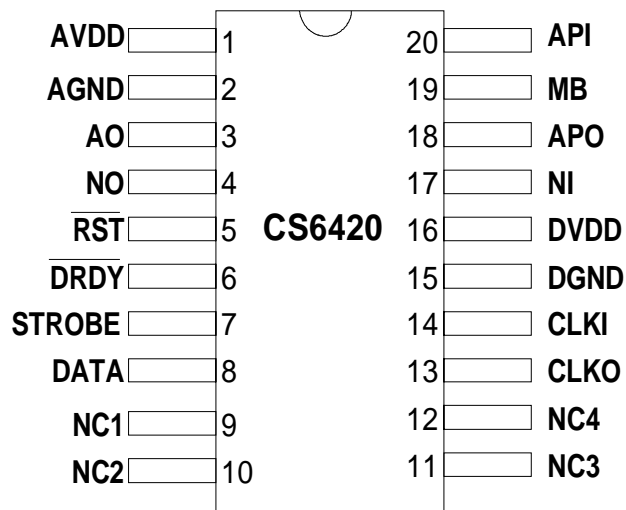 AVDD 1 20 API
AGND 2 19 MB
AO 3 18 APO
NO 4 17 NI
RST 5 CS6420 16 DVDD
DRDY 6 15 DGND
STROBE 7 14 CLKI
DATA 8 13 CLKO
NC1 9 12 NC4
NC2 10 11 NC3